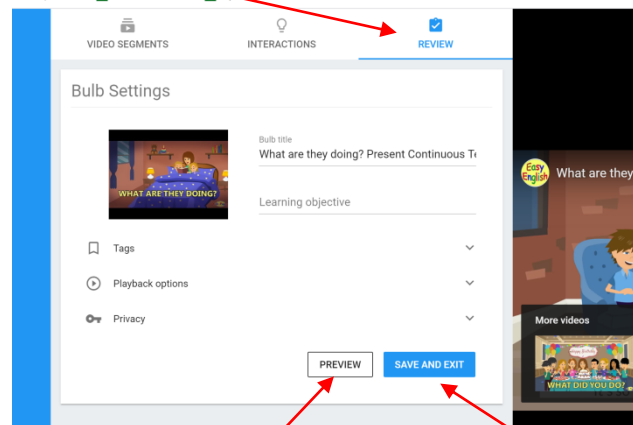 VIDEO SEGMENTS
INTERACTIONS
REVIEW
Bulb Settings
WHAT ARE THEY DOING?
Bulb title
What are they doing? Present Continuous Te
Learning objective
Tags
Playback options
Privacy
PREVIEW
SAVE AND EXIT
Easy
English
What are they
More videos
WHAT DID YOU DO?